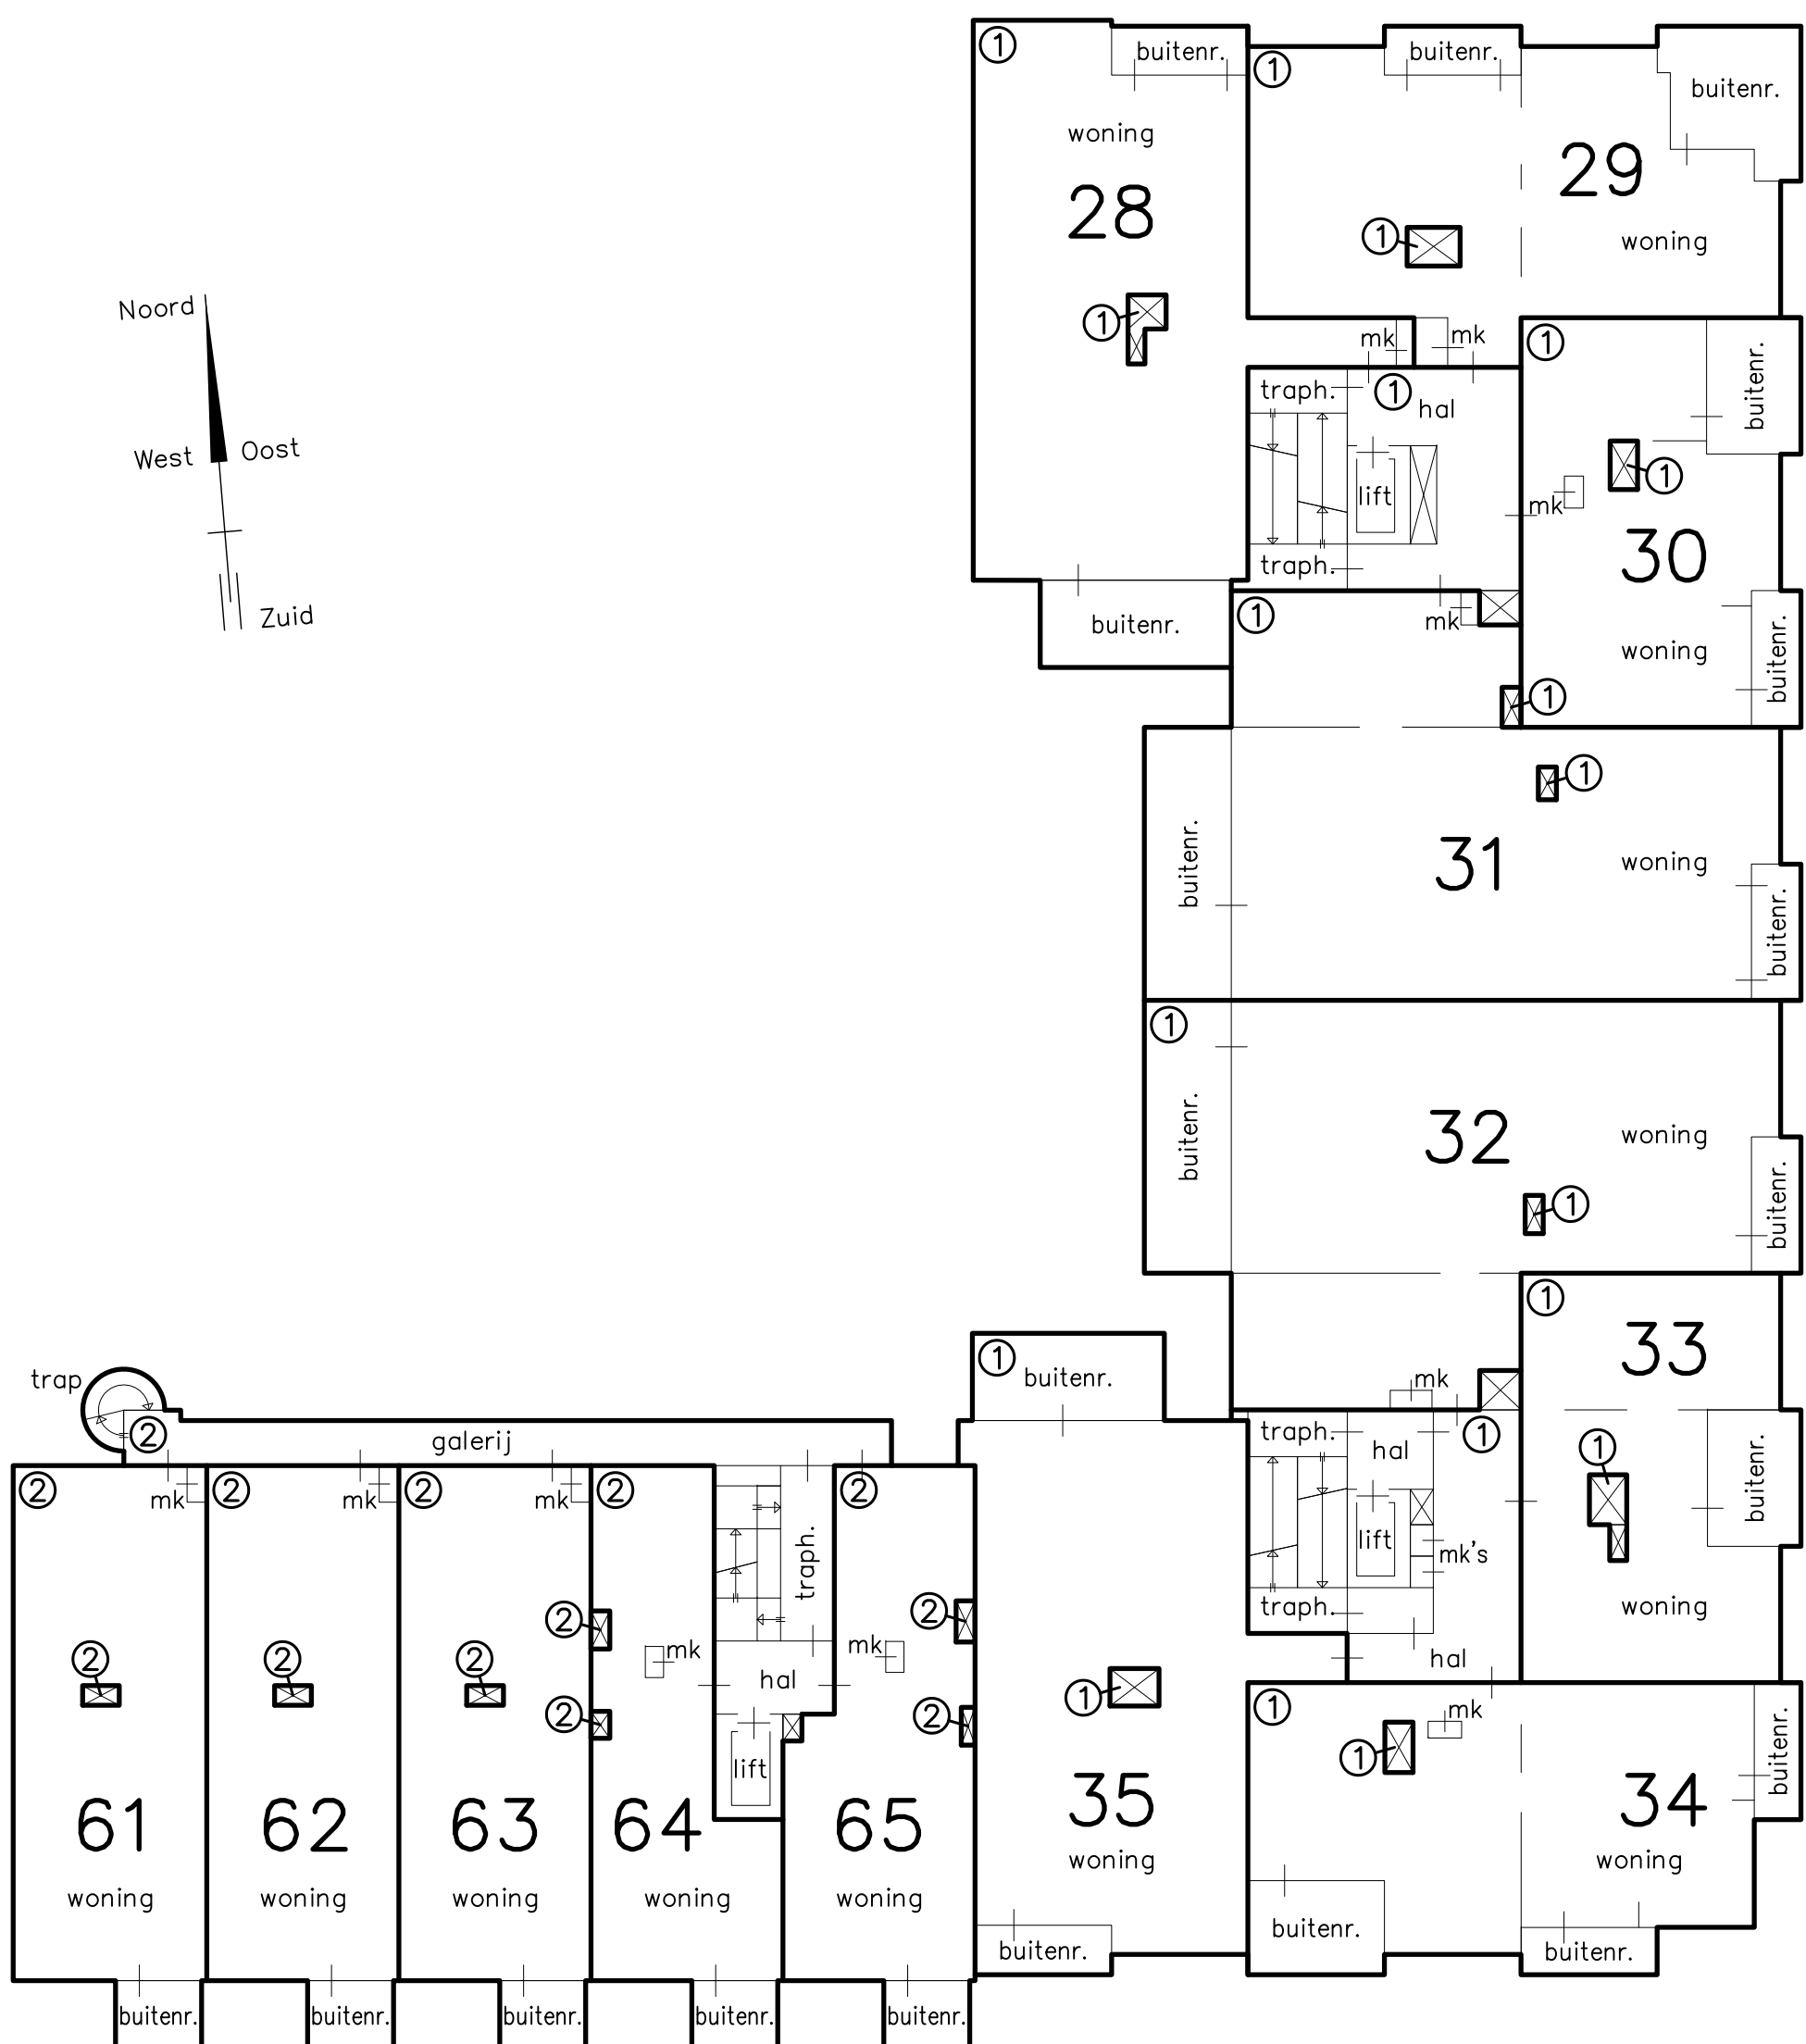 ① buitenr. ① buitenr. buitenr.
woning
28
29
woning
①
①
mk mk
①
traph. ① hal
buitenr.
lift
①
mk
30
traph.
① mk
buitenr.
woning
buitenr.
①
①
buitenr.
31
woning
buitenr.
①
buitenr.
32
woning
①
buitenr.
①
33
① buitenr.
mk
traph. hal ①
①
buitenr.
lift
mk's
traph.
woning
hal
①
①
mk
①
buitenr.
35
34
woning
woning
buitenr.
buitenr.
buitenr.
Noord
West Oost
Zuid
trap
②
galerij
② ② ② ② ②
mk mk mk
traph.
② ②
② ② ② mk mk
hal
② ②
lift
61 62 63 64 65
woning woning woning woning woning
buitenr. buitenr. buitenr. buitenr. buitenr.